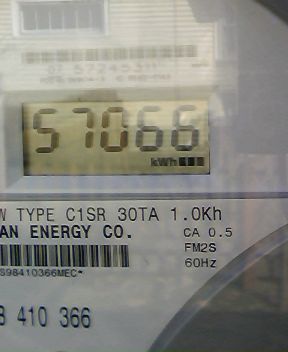 57066
kWh
W TYPE C1SR 30TA 1.0Kh
AN ENERGY CO. CA 0.5
FM2S
S98410366MEC* 60Hz
8 410 366